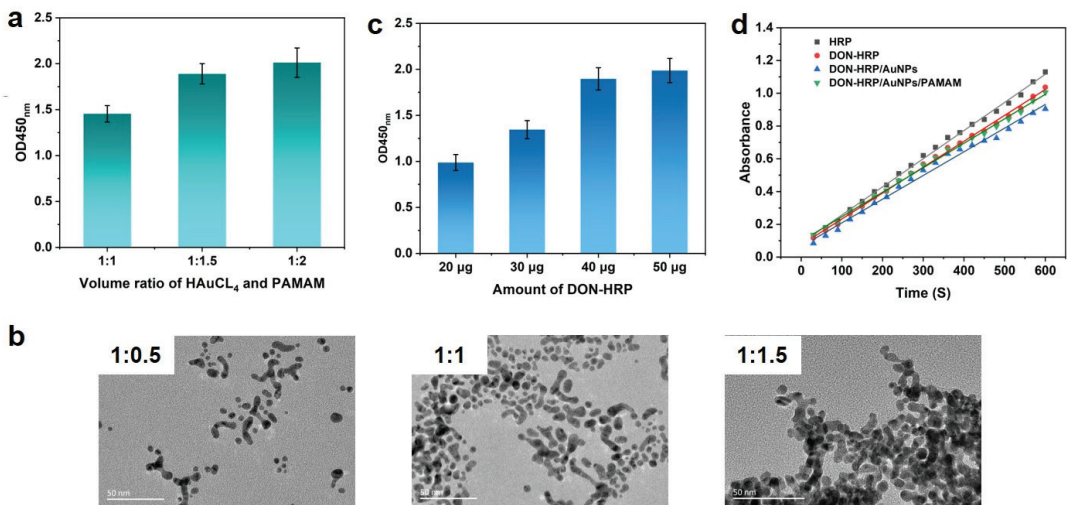 a
2.5
2.0
1.5
1.0
0.5
0.0
OD450nm
1:1
1:1.5
1:2
Volume ratio of HAuCL4 and PAMAM
c
2.5
2.0
1.5
1.0
0.5
0.0
OD450nm
20 μg
30 μg
40 μg
50 μg
Amount of DON-HRP
d
1.4
1.2
1.0
0.8
0.6
0.4
0.2
0.0
Absorbance
HRP
DON-HRP
DON-HRP/AuNPs
DON-HRP/AuNPs/PAMAM
0
100
200
300
400
500
600
Time (S)
b
1:0.5
50 nm
1:1
50 nm
1:1.5
50 nm